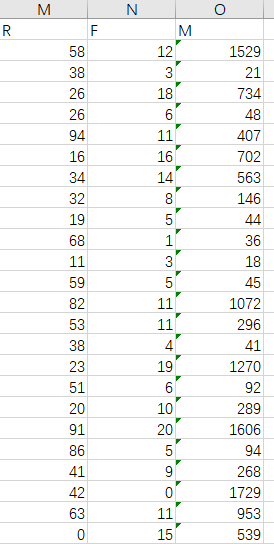 M N O
R F M
58 12 1529
38 3 21
26 18 734
26 6 48
94 11 407
16 16 702
34 14 563
32 8 146
19 5 44
68 1 36
11 3 18
59 5 45
82 11 1072
53 11 296
38 4 41
23 19 1270
51 6 92
20 10 289
91 20 1606
86 5 94
41 9 268
42 0 1729
63 11 953
0 15 539